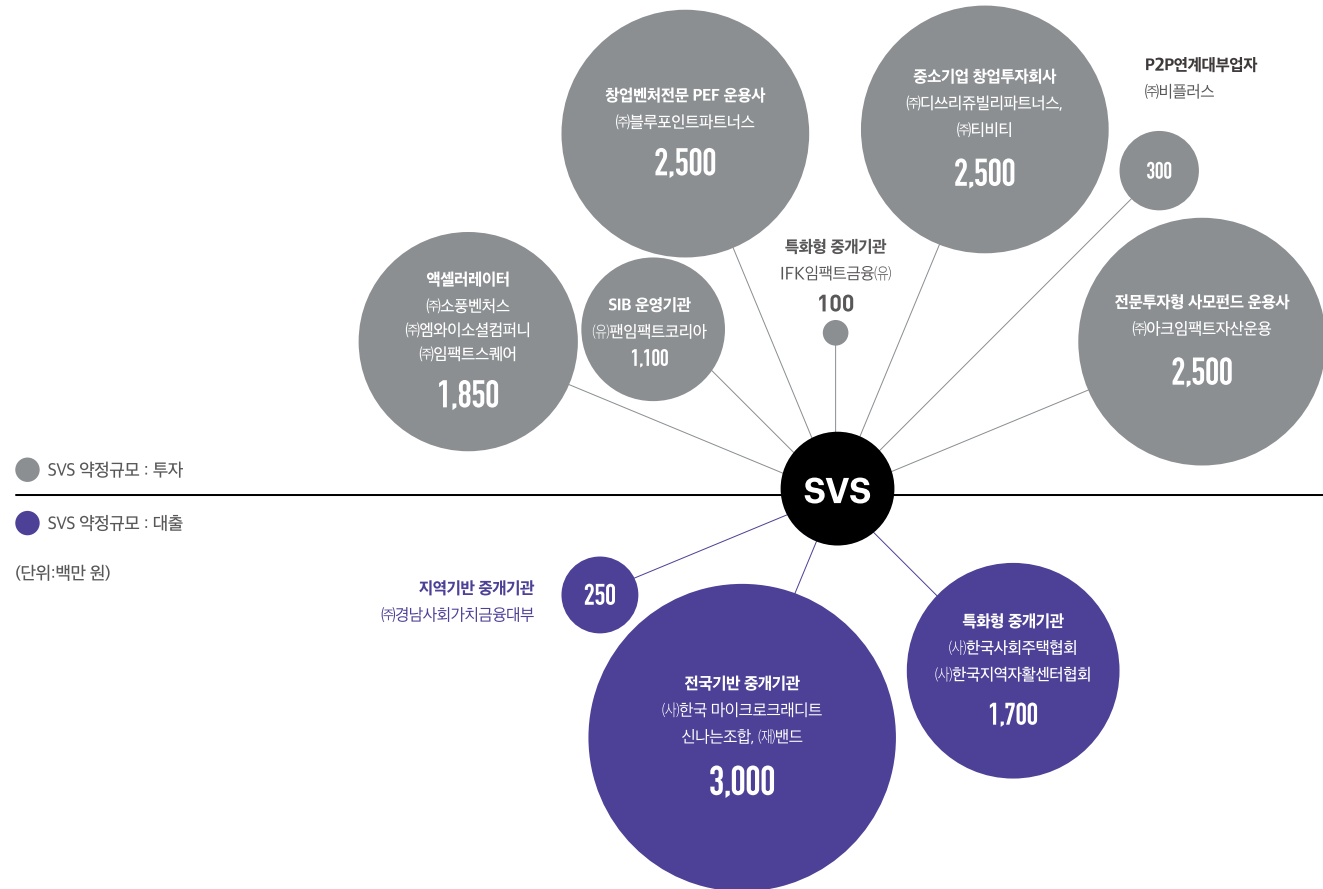 창업벤처전문 PEF 운용사
㈜블루포인트파트너스
2,500
중소기업 창업투자회사
㈜디쓰리쥬빌리파트너스,
㈜티비티
2,500
P2P연계대부업자
㈜비플러스
300
액셀러레이터
㈜소풍벤처스
㈜엠와이소셜컴퍼니
㈜임팩트스퀘어
1,850
SIB 운영기관
㈲팬임팩트코리아
1,100
특화형 중개기관
IFK임팩트금융㈲
100
전문투자형 사모펀드 운용사
㈜아크임팩트자산운용
2,500
SVS 약정규모 : 투자
SVS
SVS 약정규모 : 대출
(단위:백만 원)
지역기반 중개기관
㈜경남사회가치금융대부
250
전국기반 중개기관
㈔한국 마이크로크래디트
신나는조합, ㈶밴드
3,000
특화형 중개기관
㈔한국사회주택협회
㈔한국지역자활센터협회
1,700